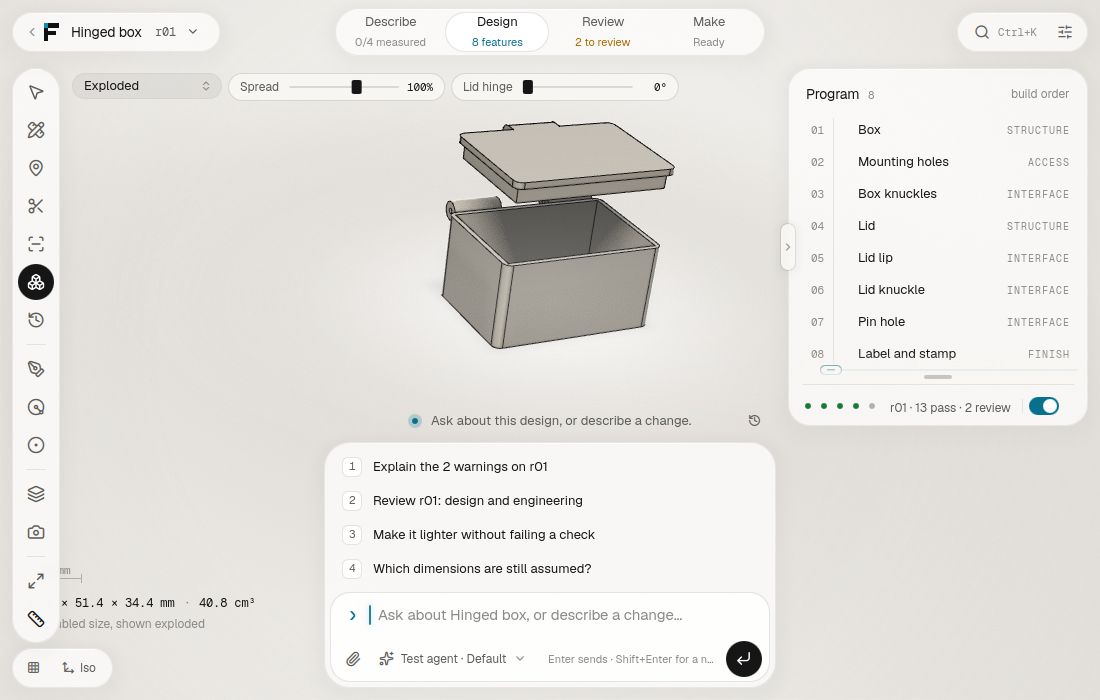 Hinged box r01
Describe
0/4 measured
Design
8 features
Review
2 to review
Make
Ready
Ctrl+K
Exploded
Spread 100%
Lid hinge 0°
Program 8 build order
01 Box STRUCTURE
02 Mounting holes ACCESS
03 Box knuckles INTERFACE
04 Lid STRUCTURE
05 Lid lip INTERFACE
06 Lid knuckle INTERFACE
07 Pin hole INTERFACE
08 Label and stamp FINISH
r01 · 13 pass · 2 review
Ask about this design, or describe a change.
1 Explain the 2 warnings on r01
2 Review r01: design and engineering
3 Make it lighter without failing a check
4 Which dimensions are still assumed?
Ask about Hinged box, or describe a change…
Test agent · Default
Enter sends · Shift+Enter for a n…
mm
× 51.4 × 34.4 mm · 40.8 cm³
size, shown exploded
Iso